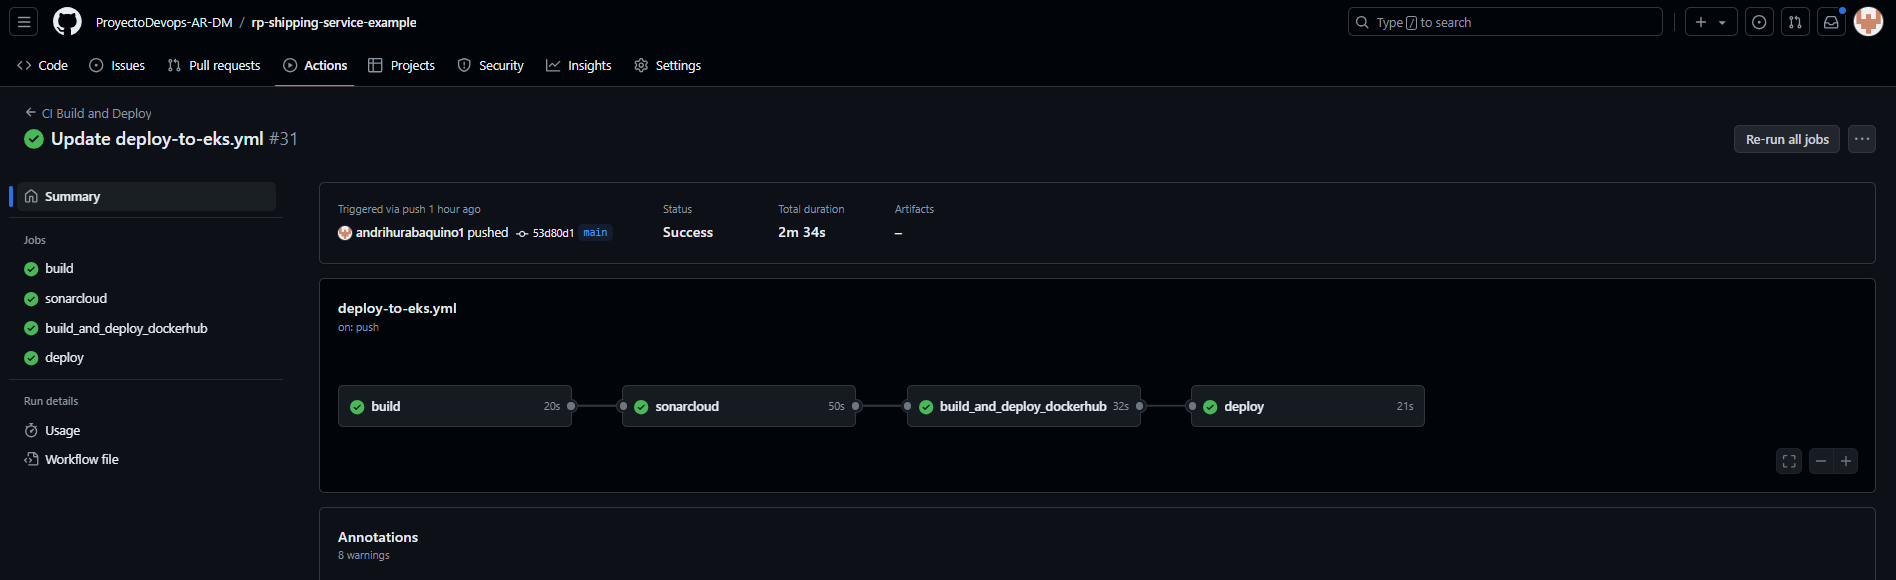 ProyectoDevops-AR-DM / rp-shipping-service-example
Type / to search
Code
Issues
Pull requests
Actions
Projects
Security
Insights
Settings
CI Build and Deploy
Update deploy-to-eks.yml #31
Re-run all jobs
Summary
Jobs
build
sonarcloud
build_and_deploy_dockerhub
deploy
Run details
Usage
Workflow file
Triggered via push 1 hour ago
andrihurabaquino1 pushed 53d80d1 main
Status
Success
Total duration
2m 34s
Artifacts
–
deploy-to-eks.yml
on: push
build 20s
sonarcloud 50s
build_and_deploy_dockerhub 32s
deploy 21s
Annotations
8 warnings